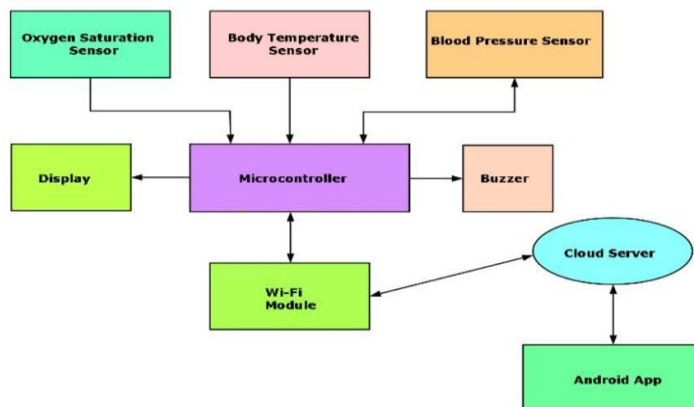 Oxygen Saturation
Sensor
Body Temperature
Sensor
Blood Pressure Sensor
Display
Microcontroller
Buzzer
Cloud Server
Wi-Fi
Module
Android App